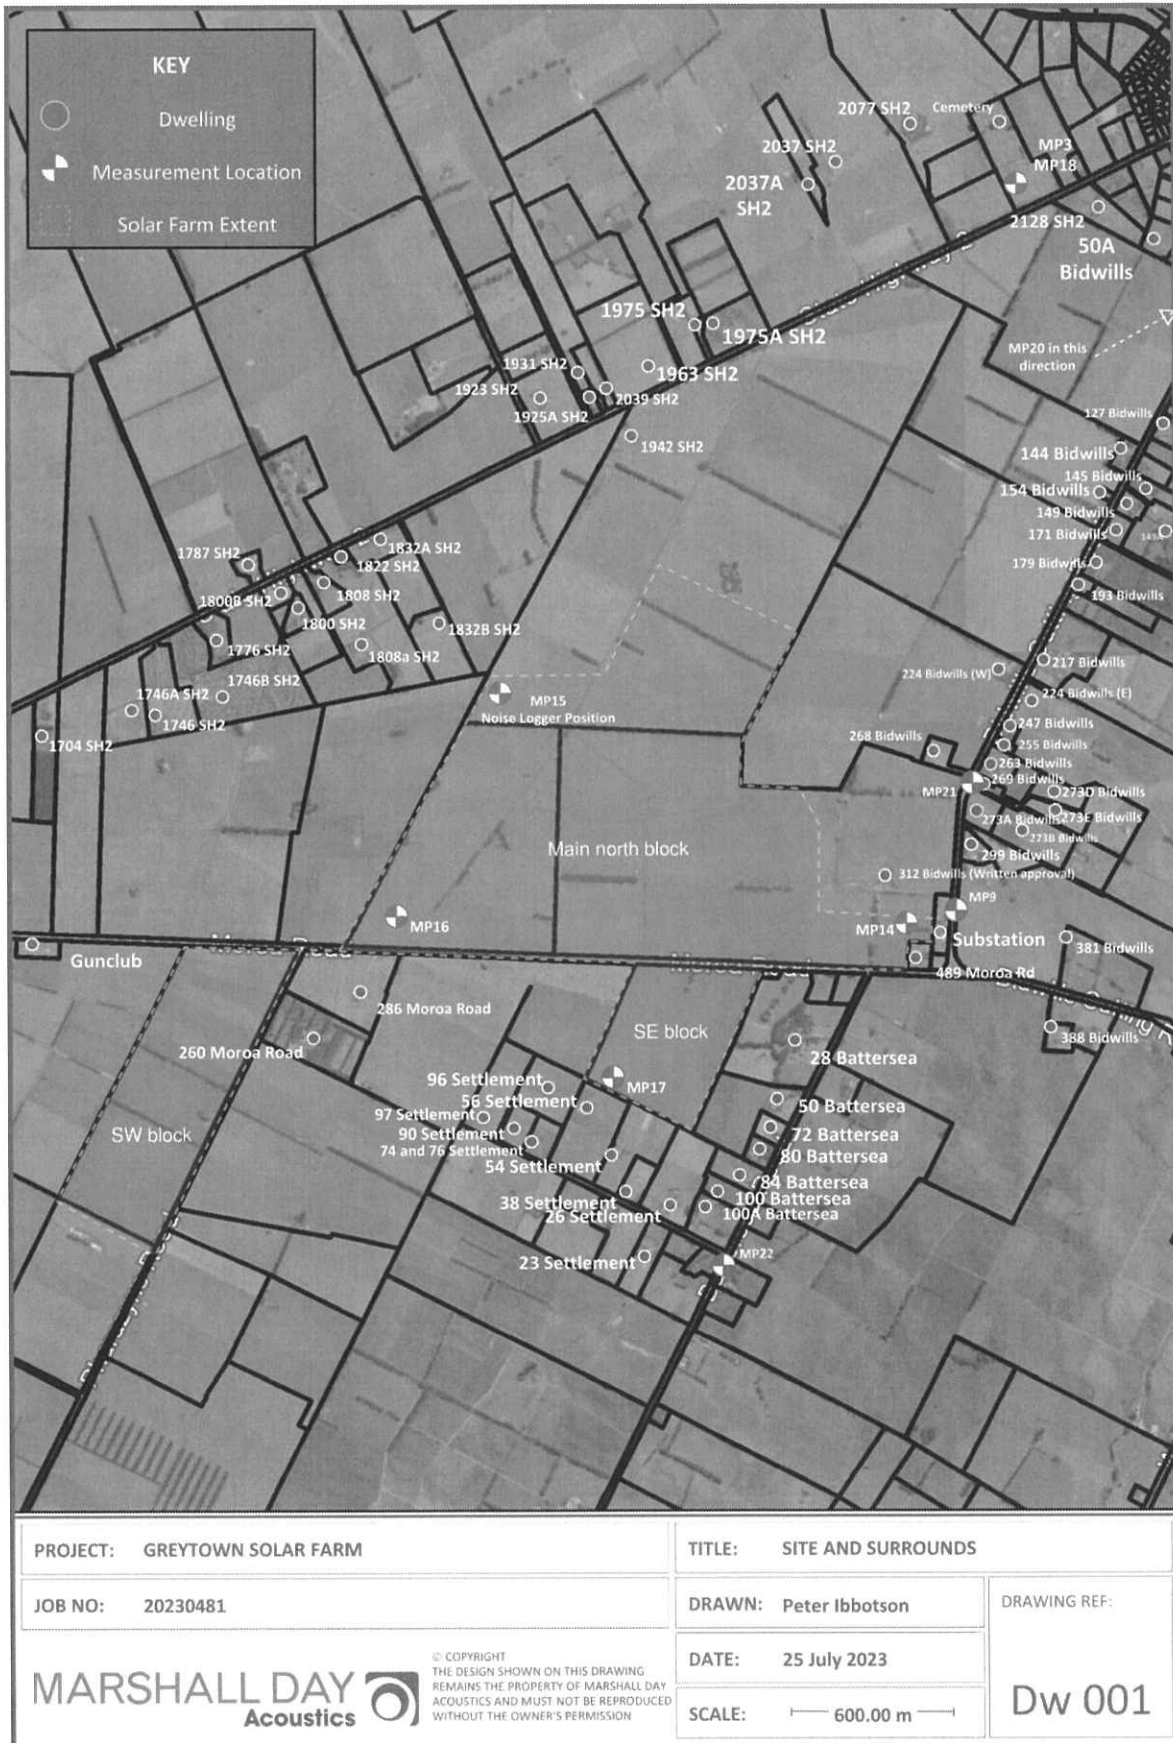 KEY
Dwelling
Measurement Location
Solar Farm Extent
2077 SH2
Cemetery
2037 SH2
MP3
MP18
2037A
SH2
2128 SH2
50A
Bidwills
1975 SH2
1975A SH2
MP20 in this
direction
1931 SH2
1963 SH2
1923 SH2
2039 SH2
1925A SH2
127 Bidwills
1942 SH2
144 Bidwills
145 Bidwills
154 Bidwills
149 Bidwills
171 Bidwills
149A
1832A SH2
1787 SH2
1822 SH2
179 Bidwills
1808 SH2
193 Bidwills
1800B SH2
1800 SH2
1832B SH2
1776 SH2
1808a SH2
217 Bidwills
224 Bidwills (W)
1746B SH2
224 Bidwills (E)
1746A SH2
MP15
Noise Logger Position
1746 SH2
247 Bidwills
1704 SH2
268 Bidwills
255 Bidwills
263 Bidwills
269 Bidwills
MP21
273D Bidwills
273A Bidwills
273E Bidwills
273B Bidwills
Main north block
299 Bidwills
312 Bidwills (Written approval)
MP9
MP16
MP14
Substation
381 Bidwills
Moroa Road
Gunclub
Moroa Road
489 Moroa Rd
286 Moroa Road
SE block
388 Bidwills
260 Moroa Road
28 Battersea
96 Settlement
MP17
56 Settlement
50 Battersea
97 Settlement
SW block
90 Settlement
72 Battersea
74 and 76 Settlement
80 Battersea
54 Settlement
84 Battersea
38 Settlement
100 Battersea
26 Settlement
100A Battersea
23 Settlement
MP22
PROJECT: GREYTOWN SOLAR FARM
TITLE: SITE AND SURROUNDS
JOB NO: 20230481
DRAWN: Peter Ibbotson
DRAWING REF:
DATE: 25 July 2023
SCALE: 600.00 m
Dw 001
MARSHALL DAY
Acoustics
© COPYRIGHT
THE DESIGN SHOWN ON THIS DRAWING
REMAINS THE PROPERTY OF MARSHALL DAY
ACOUSTICS AND MUST NOT BE REPRODUCED
WITHOUT THE OWNER'S PERMISSION